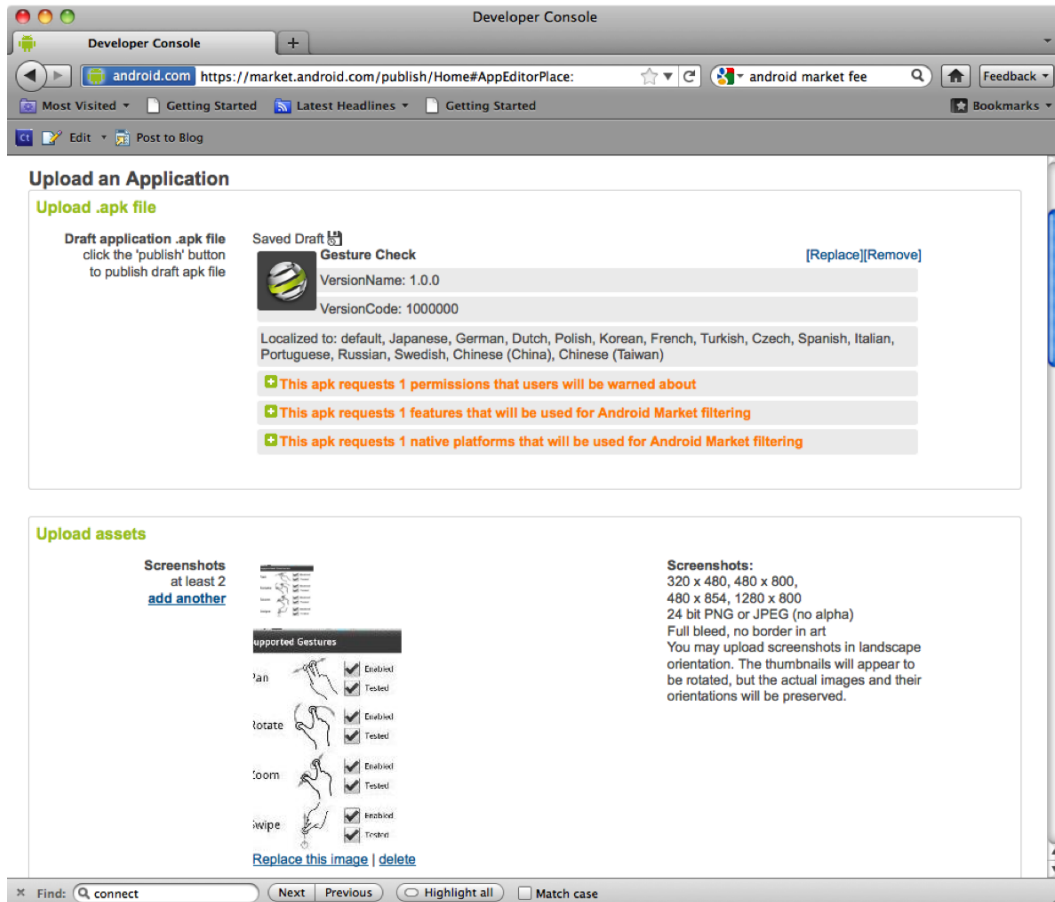 Developer Console
Developer Console
+
android.com https://market.android.com/publish/Home#AppEditorPlace:
android market fee
Feedback
Most Visited
Getting Started
Latest Headlines
Getting Started
Bookmarks
Ct
Edit
Post to Blog
Upload an Application
Upload .apk file
Draft application .apk file
click the 'publish' button
to publish draft apk file
Saved Draft
Gesture Check
[Replace][Remove]
VersionName: 1.0.0
VersionCode: 1000000
Localized to: default, Japanese, German, Dutch, Polish, Korean, French, Turkish, Czech, Spanish, Italian,
Portuguese, Russian, Swedish, Chinese (China), Chinese (Taiwan)
This apk requests 1 permissions that users will be warned about
This apk requests 1 features that will be used for Android Market filtering
This apk requests 1 native platforms that will be used for Android Market filtering
Upload assets
Screenshots
at least 2
add another
upported Gestures
Pan
Enabled
Tested
Rotate
Enabled
Tested
Zoom
Enabled
Tested
Swipe
Enabled
Tested
Replace this image | delete
Screenshots:
320 x 480, 480 x 800,
480 x 854, 1280 x 800
24 bit PNG or JPEG (no alpha)
Full bleed, no border in art
You may upload screenshots in landscape
orientation. The thumbnails will appear to
be rotated, but the actual images and their
orientations will be preserved.
× Find: connect
Next
Previous
Highlight all
Match case